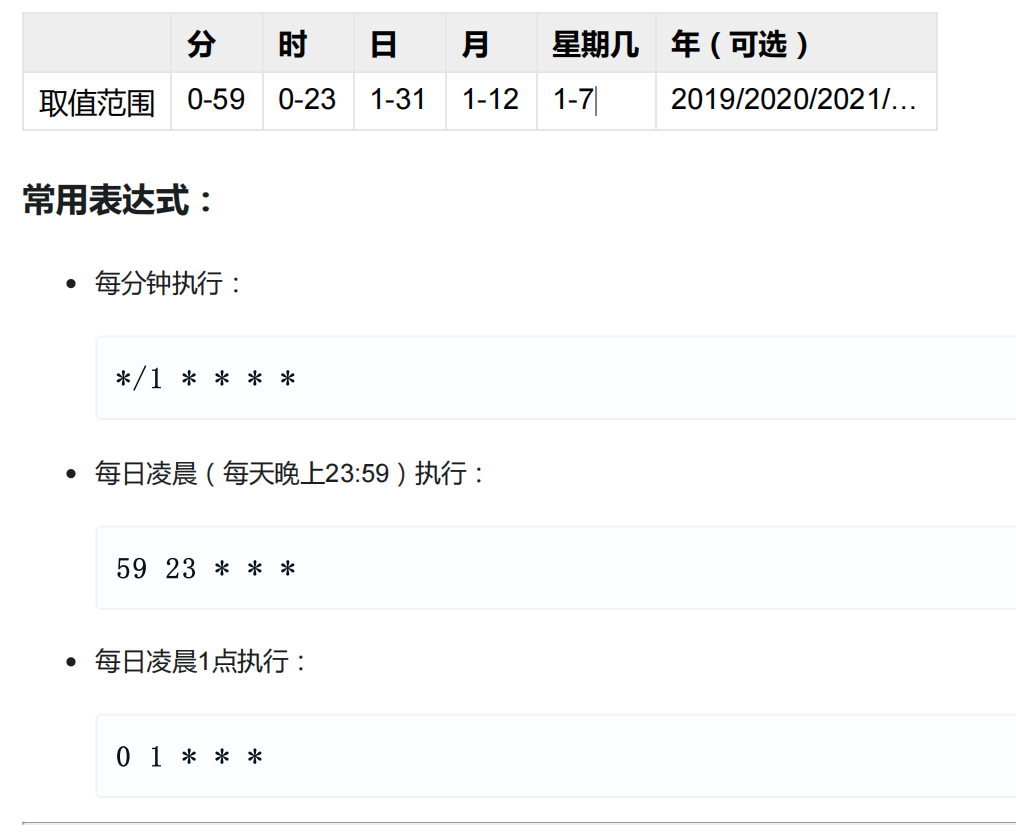 分 时 日 月 星期几 年（可选）
取值范围 0-59 0-23 1-31 1-12 1-7 2019/2020/2021/…
常用表达式：
每分钟执行：
*/1 * * * *
每日凌晨（每天晚上23:59）执行：
59 23 * * *
每日凌晨1点执行：
0 1 * * *